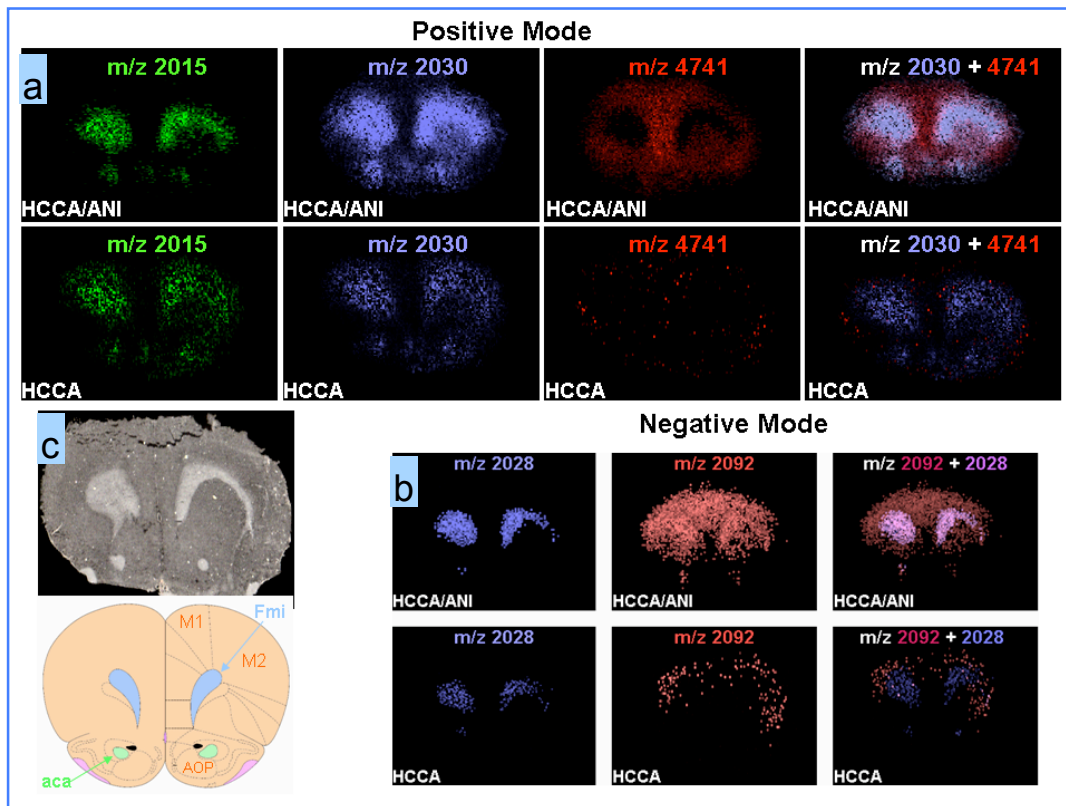 Positive Mode
a
m/z 2015
m/z 2030
m/z 4741
m/z 2030 + 4741
HCCA/ANI
HCCA/ANI
HCCA/ANI
HCCA/ANI
m/z 2015
m/z 2030
m/z 4741
m/z 2030 + 4741
HCCA
HCCA
HCCA
HCCA
Negative Mode
b
m/z 2028
m/z 2092
m/z 2092 + 2028
HCCA/ANI
HCCA/ANI
HCCA/ANI
m/z 2028
m/z 2092
m/z 2092 + 2028
HCCA
HCCA
HCCA
c
Fmi
M1
M2
AOP
aca